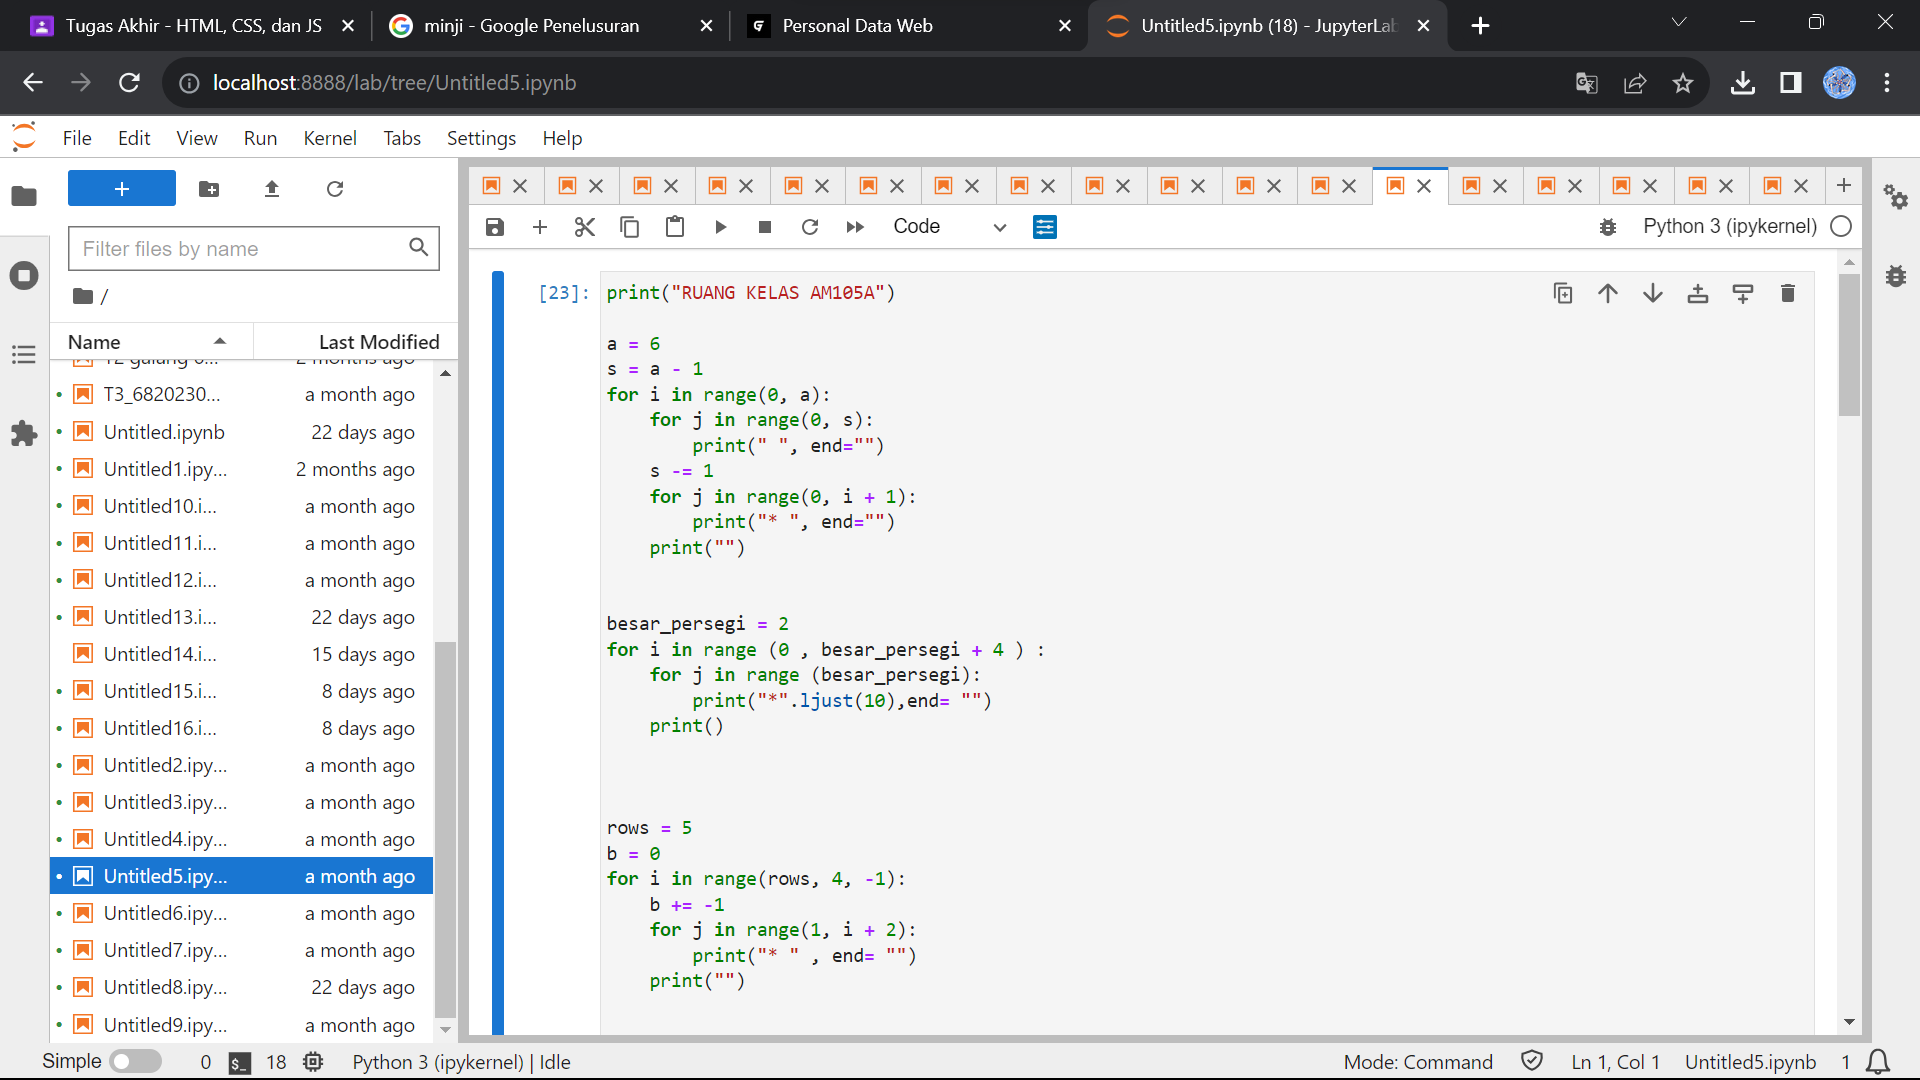 Tugas Akhir - HTML, CSS, dan JS
minji - Google Penelusuran
Personal Data Web
Untitled5.ipynb (18) - JupyterLab
localhost:8888/lab/tree/Untitled5.ipynb
File Edit View Run Kernel Tabs Settings Help
Code
Python 3 (ipykernel)
Filter files by name
/
Name Last Modified
T3_6820230... a month ago
Untitled.ipynb 22 days ago
Untitled1.ipy... 2 months ago
Untitled10.i... a month ago
Untitled11.i... a month ago
Untitled12.i... a month ago
Untitled13.i... 22 days ago
Untitled14.i... 15 days ago
Untitled15.i... 8 days ago
Untitled16.i... 8 days ago
Untitled2.ipy... a month ago
Untitled3.ipy... a month ago
Untitled4.ipy... a month ago
Untitled5.ipy... a month ago
Untitled6.ipy... a month ago
Untitled7.ipy... a month ago
Untitled8.ipy... 22 days ago
Untitled9.ipy... a month ago
[23]: print("RUANG KELAS AM105A")
a = 6
s = a - 1
for i in range(0, a):
    for j in range(0, s):
        print(" ", end="")
    s -= 1
    for j in range(0, i + 1):
        print("* ", end="")
    print("")
besar_persegi = 2
for i in range (0 , besar_persegi + 4 ) :
    for j in range (besar_persegi):
        print("*".ljust(10),end= "")
    print()
rows = 5
b = 0
for i in range(rows, 4, -1):
    b += -1
    for j in range(1, i + 2):
        print("* " , end= "")
    print("")
Simple 0 $_ 18 Python 3 (ipykernel) | Idle
Mode: Command Ln 1, Col 1 Untitled5.ipynb 1